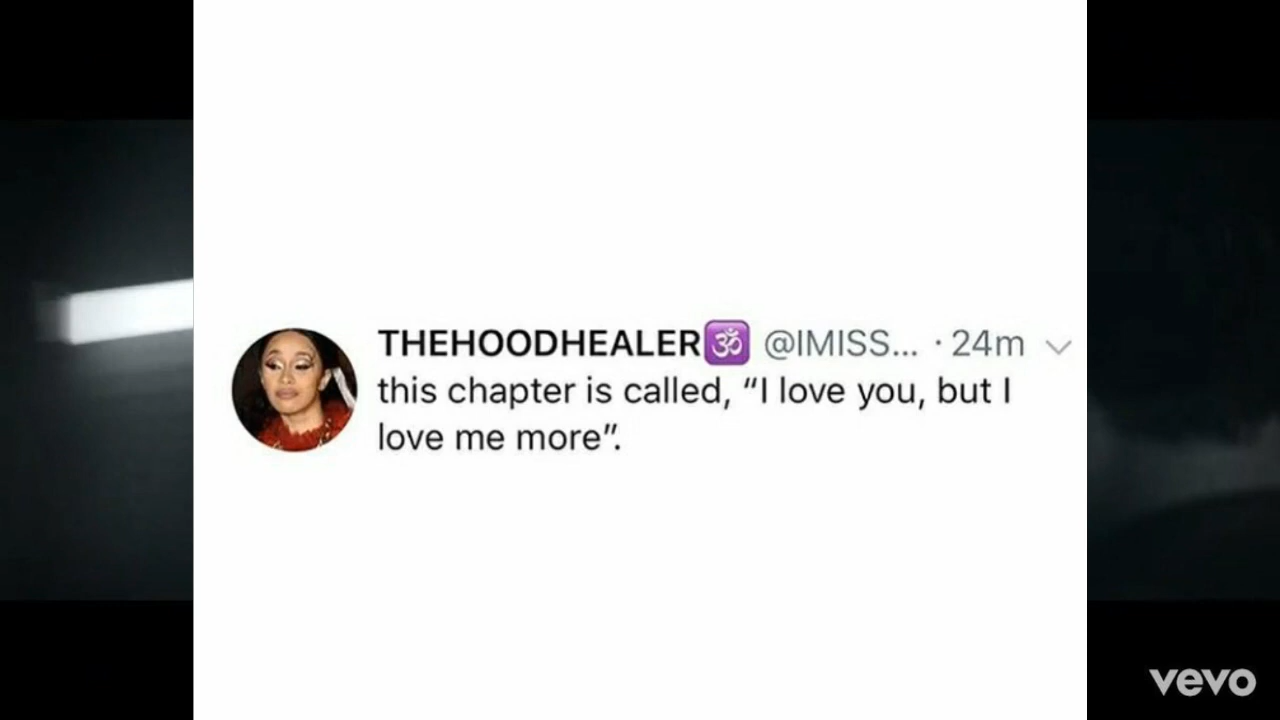 THEHOODHEALER🕉 @IMISS... · 24m
this chapter is called, “I love you, but I
love me more”.
vevo